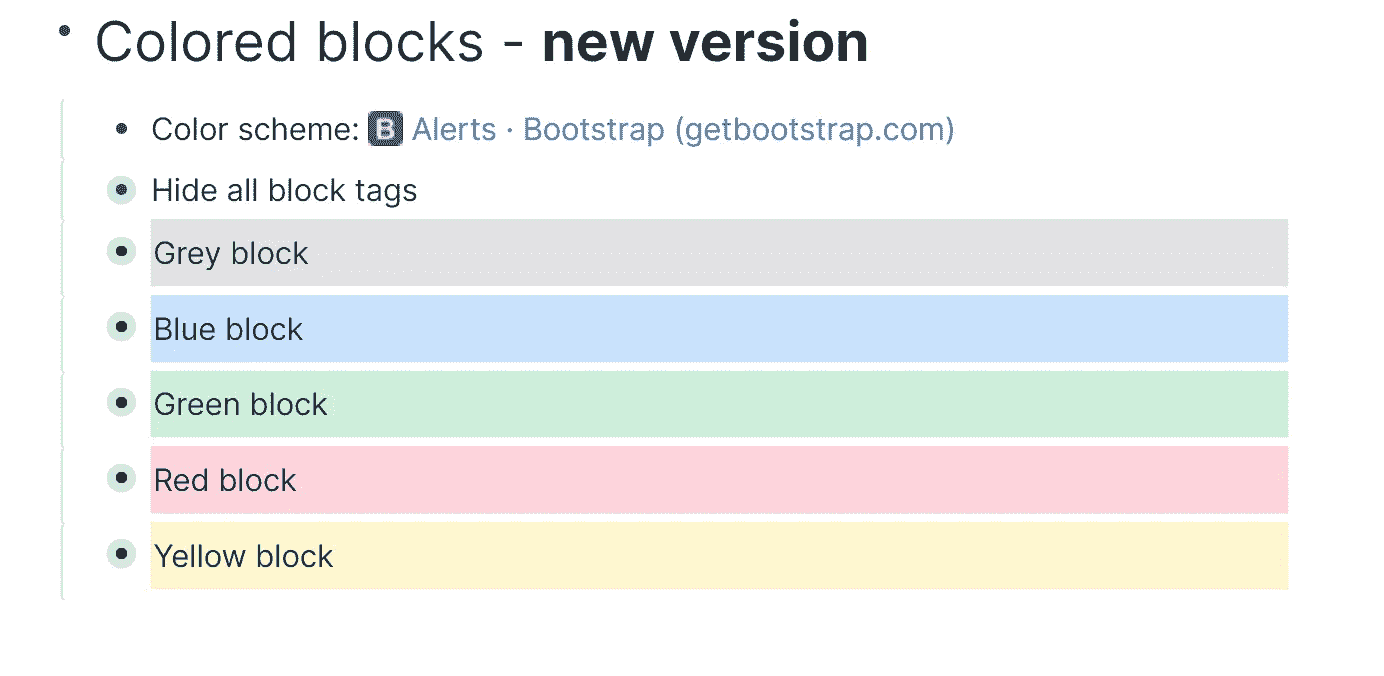 Colored blocks - new version
Color scheme: B Alerts · Bootstrap (getbootstrap.com)
Hide all block tags
Grey block
Blue block
Green block
Red block
Yellow block